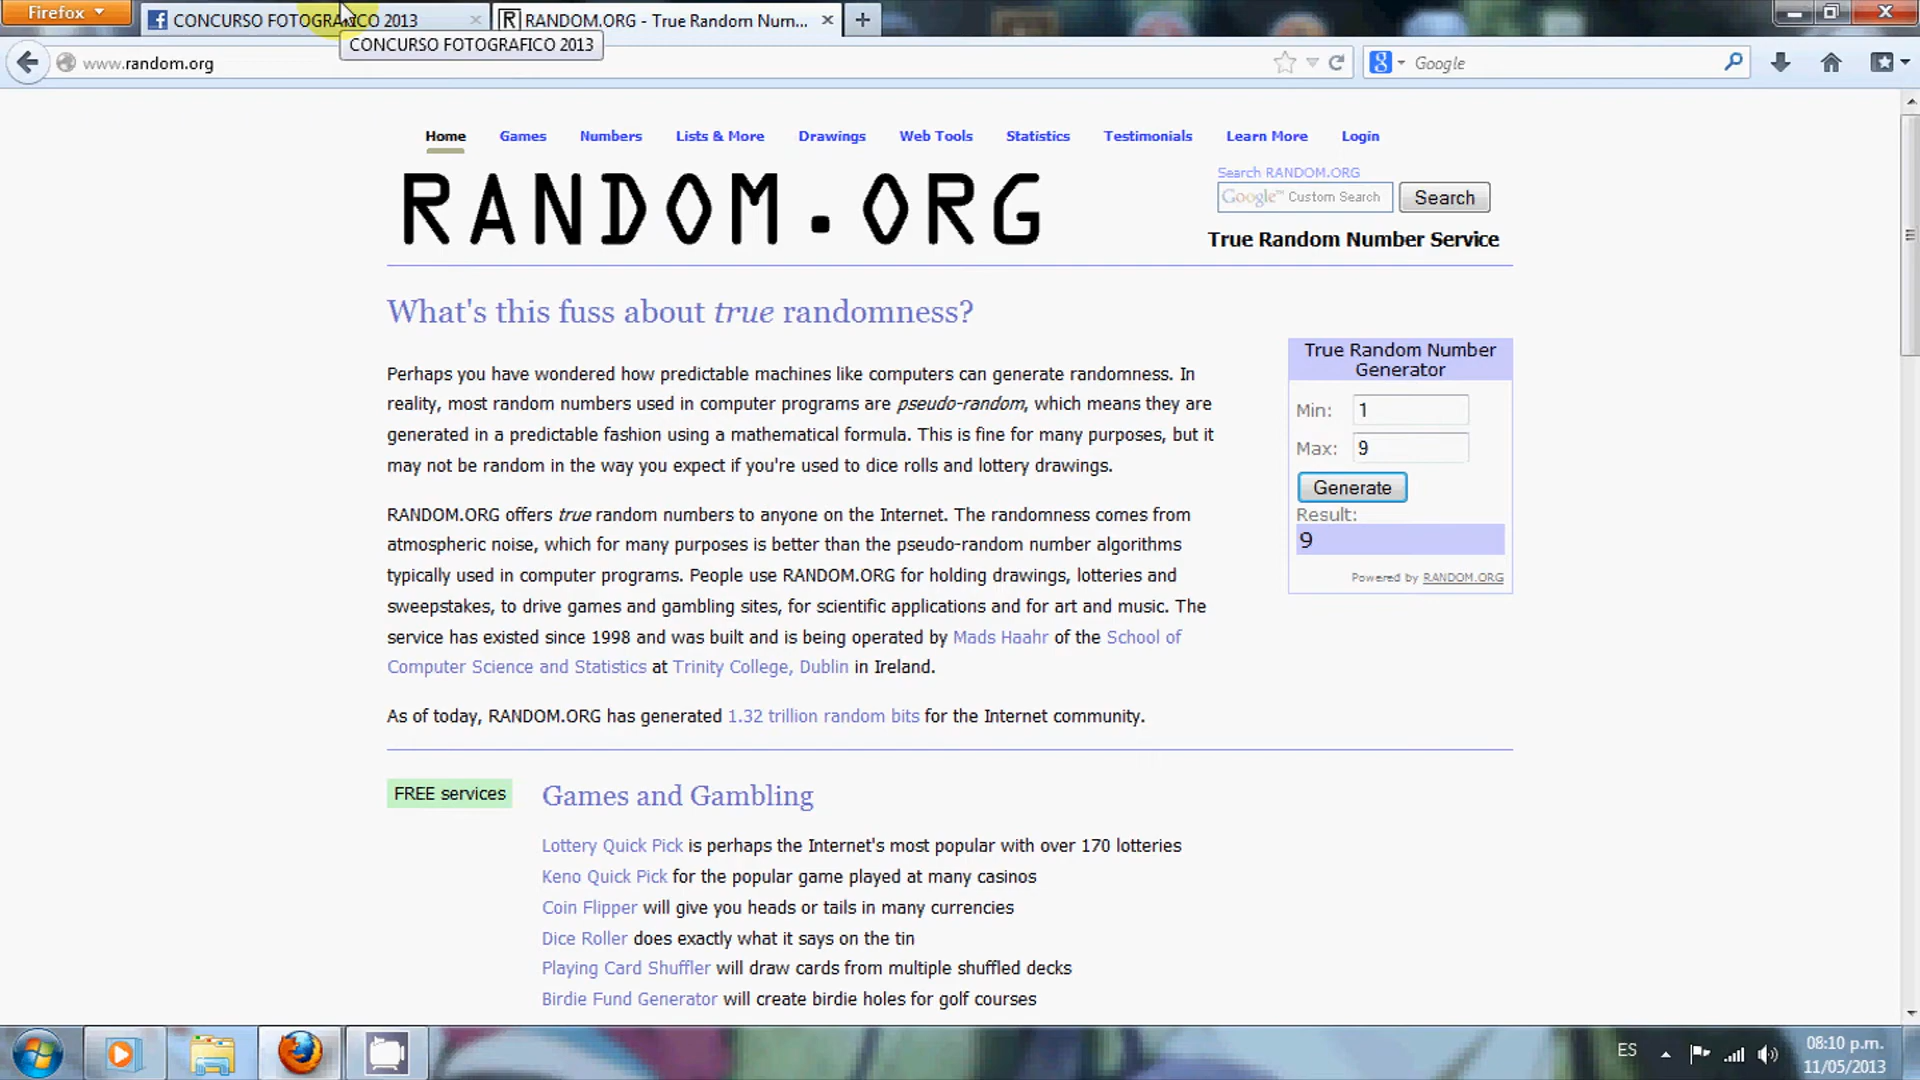 Firefox
CONCURSO FOTOGRAFICO 2013
RANDOM.ORG - True Random Num...
CONCURSO FOTOGRAFICO 2013
www.random.org
Google
Home Games Numbers Lists & More Drawings Web Tools Statistics Testimonials Learn More Login
RANDOM.ORG
Search RANDOM.ORG
Google™ Custom Search
Search
True Random Number Service
What's this fuss about true randomness?
Perhaps you have wondered how predictable machines like computers can generate randomness. In
reality, most random numbers used in computer programs are pseudo-random, which means they are
generated in a predictable fashion using a mathematical formula. This is fine for many purposes, but it
may not be random in the way you expect if you're used to dice rolls and lottery drawings.
RANDOM.ORG offers true random numbers to anyone on the Internet. The randomness comes from
atmospheric noise, which for many purposes is better than the pseudo-random number algorithms
typically used in computer programs. People use RANDOM.ORG for holding drawings, lotteries and
sweepstakes, to drive games and gambling sites, for scientific applications and for art and music. The
service has existed since 1998 and was built and is being operated by Mads Haahr of the School of
Computer Science and Statistics at Trinity College, Dublin in Ireland.
As of today, RANDOM.ORG has generated 1.32 trillion random bits for the Internet community.
True Random Number
Generator
Min: 1
Max: 9
Generate
Result:
9
Powered by RANDOM.ORG
FREE services
Games and Gambling
Lottery Quick Pick is perhaps the Internet's most popular with over 170 lotteries
Keno Quick Pick for the popular game played at many casinos
Coin Flipper will give you heads or tails in many currencies
Dice Roller does exactly what it says on the tin
Playing Card Shuffler will draw cards from multiple shuffled decks
Birdie Fund Generator will create birdie holes for golf courses
ES
08:10 p.m.
11/05/2013